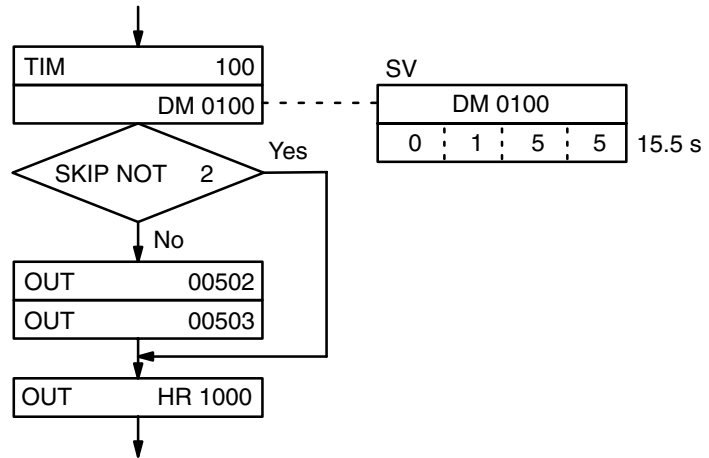 TIM 100
DM 0100
SV
DM 0100
0 1 5 5 15.5 s
SKIP NOT 2
Yes
No
OUT 00502
OUT 00503
OUT HR 1000